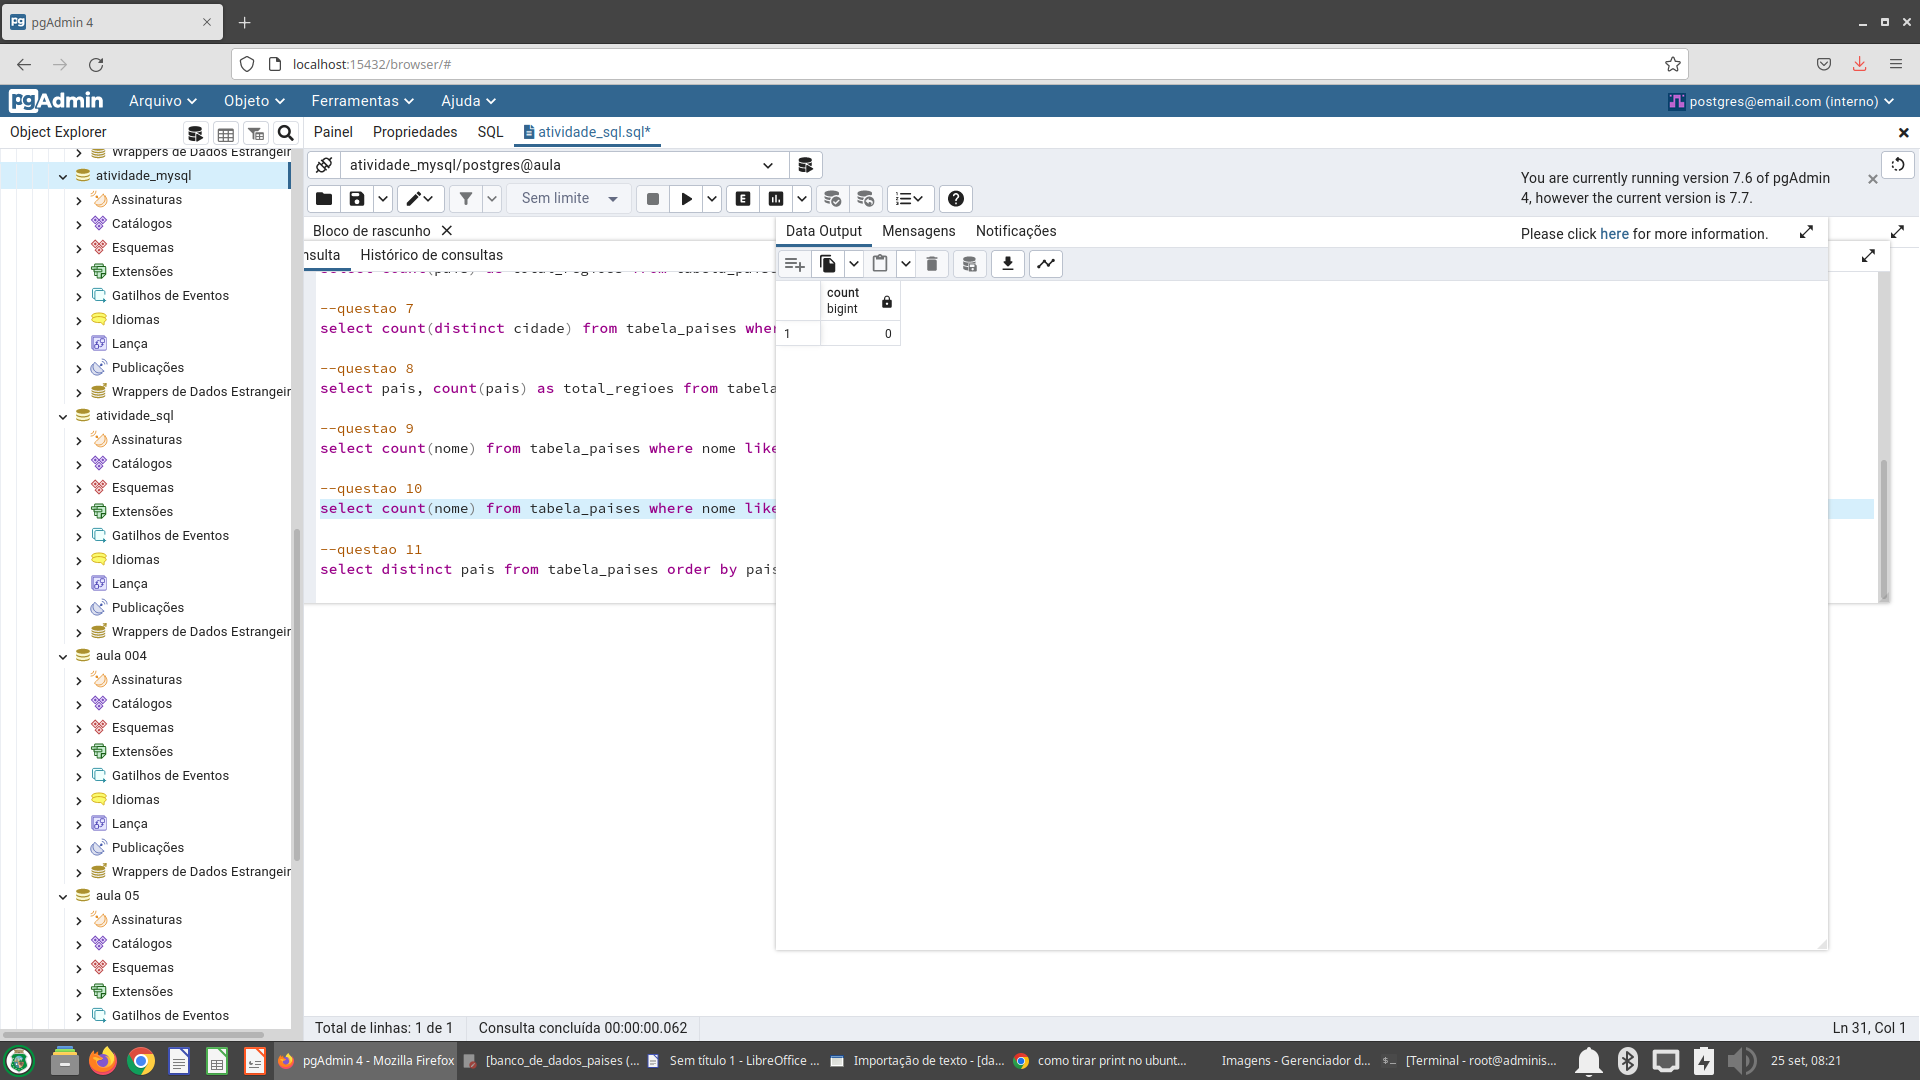 pgAdmin 4
localhost:15432/browser/#
pgAdmin
Arquivo
Objeto
Ferramentas
Ajuda
postgres@email.com (interno)
Object Explorer
Painel
Propriedades
SQL
atividade_sql.sql*
Wrappers de Dados Estrangeir
atividade_mysql
Assinaturas
Catálogos
Esquemas
Extensões
Gatilhos de Eventos
Idiomas
Lança
Publicações
Wrappers de Dados Estrangeir
atividade_sql
Assinaturas
Catálogos
Esquemas
Extensões
Gatilhos de Eventos
Idiomas
Lança
Publicações
Wrappers de Dados Estrangeir
aula 004
Assinaturas
Catálogos
Esquemas
Extensões
Gatilhos de Eventos
Idiomas
Lança
Publicações
Wrappers de Dados Estrangeir
aula 05
Assinaturas
Catálogos
Esquemas
Extensões
Gatilhos de Eventos
atividade_mysql/postgres@aula
Sem limite
E
You are currently running version 7.6 of pgAdmin
4, however the current version is 7.7.
Please click here for more information.
Bloco de rascunho
nsulta
Histórico de consultas
select count(pais) as total_regioes from tabela_paise
--questao 7
select count(distinct cidade) from tabela_paises wher
--questao 8
select pais, count(pais) as total_regioes from tabela
--questao 9
select count(nome) from tabela_paises where nome like
--questao 10
select count(nome) from tabela_paises where nome like
--questao 11
select distinct pais from tabela_paises order by pais
Data Output
Mensagens
Notificações
count
bigint
1
0
Total de linhas: 1 de 1
Consulta concluída 00:00:00.062
Ln 31, Col 1
pgAdmin 4 - Mozilla Firefox
[banco_de_dados_paises (...
Sem título 1 - LibreOffice ...
Importação de texto - [da...
como tirar print no ubunt...
Imagens - Gerenciador d...
[Terminal - root@adminis...
25 set, 08:21